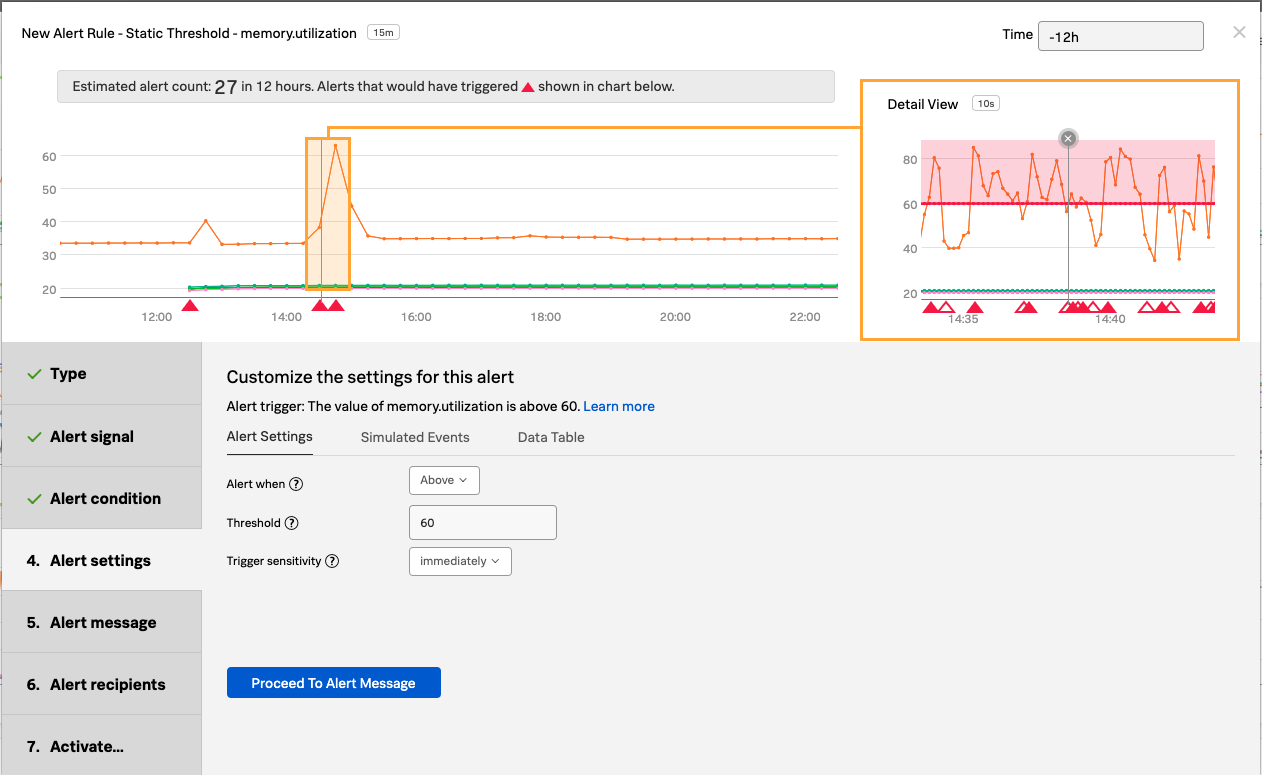 New Alert Rule - Static Threshold - memory.utilization 15m
Time -12h
Estimated alert count: 27 in 12 hours. Alerts that would have triggered shown in chart below.
60
50
40
30
20
12:00 14:00 16:00 18:00 20:00 22:00
Detail View 10s
80
60
40
20
14:35 14:40
Type
Alert signal
Alert condition
4. Alert settings
5. Alert message
6. Alert recipients
7. Activate...
Customize the settings for this alert
Alert trigger: The value of memory.utilization is above 60. Learn more
Alert Settings Simulated Events Data Table
Alert when ? Above
Threshold ? 60
Trigger sensitivity ? immediately
Proceed To Alert Message